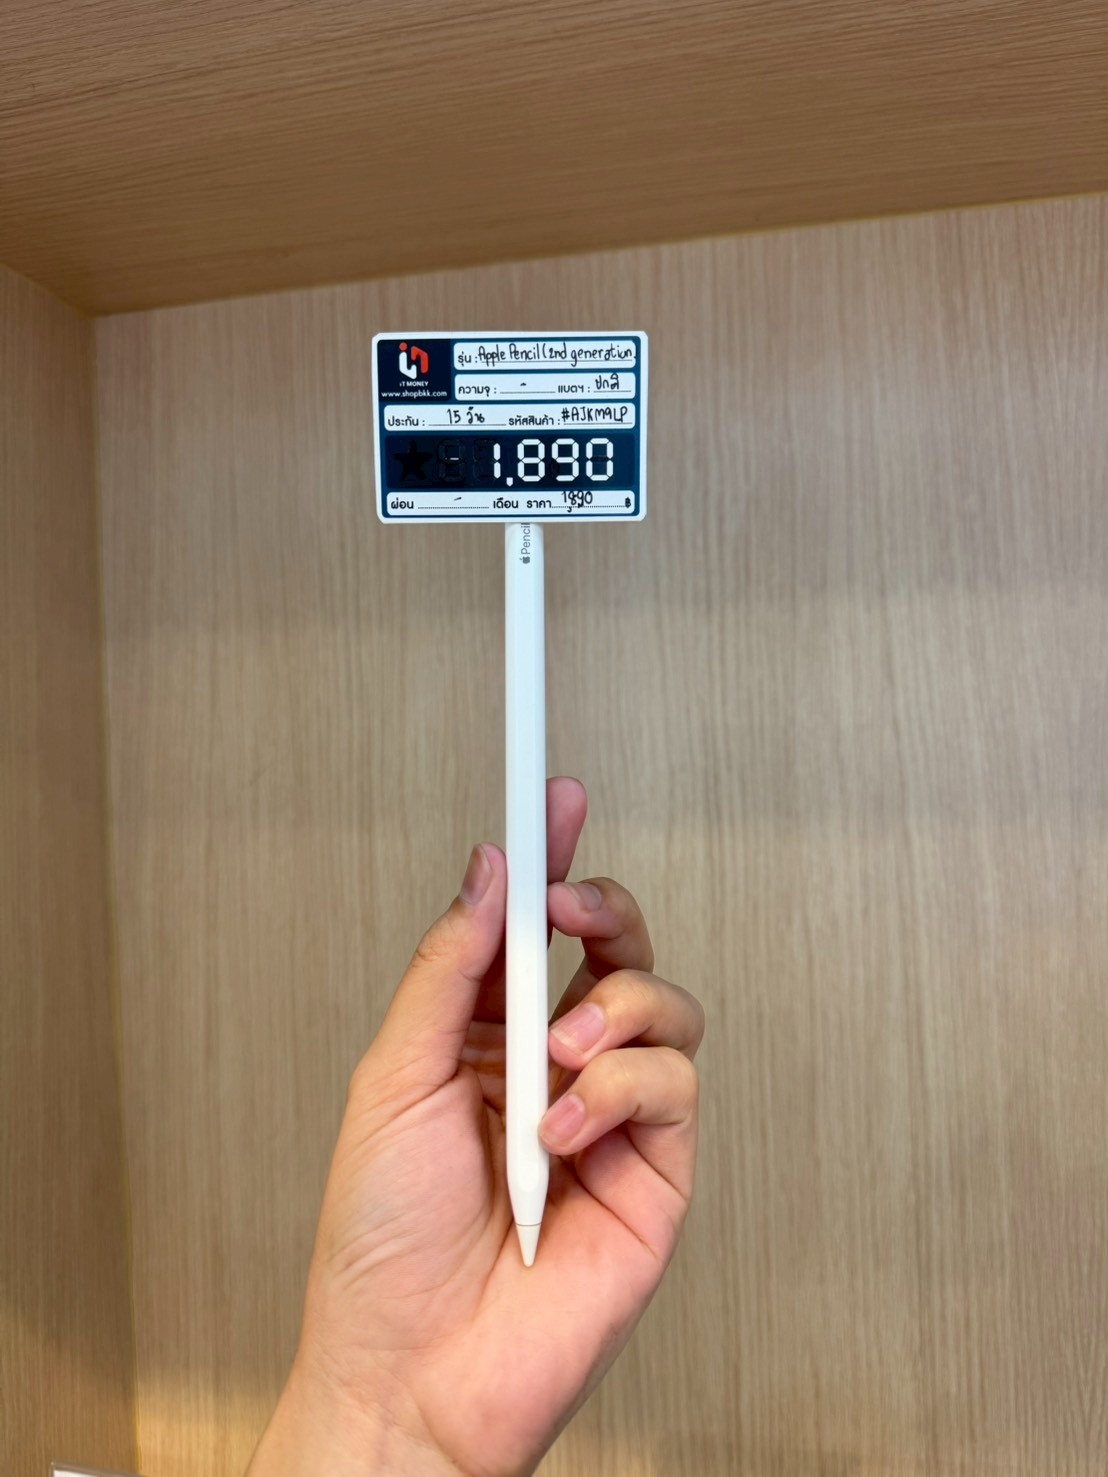 iT MONEY
www.shopbkk.com
รุ่น : Apple Pencil (2nd generation
ความจุ : - แบตฯ : ปกติ
ประกัน : 15 วัน รหัสสินค้า : #AJKM9LP
1,890
ผ่อน - เดือน ราคา 1,890 ฿
Pencil